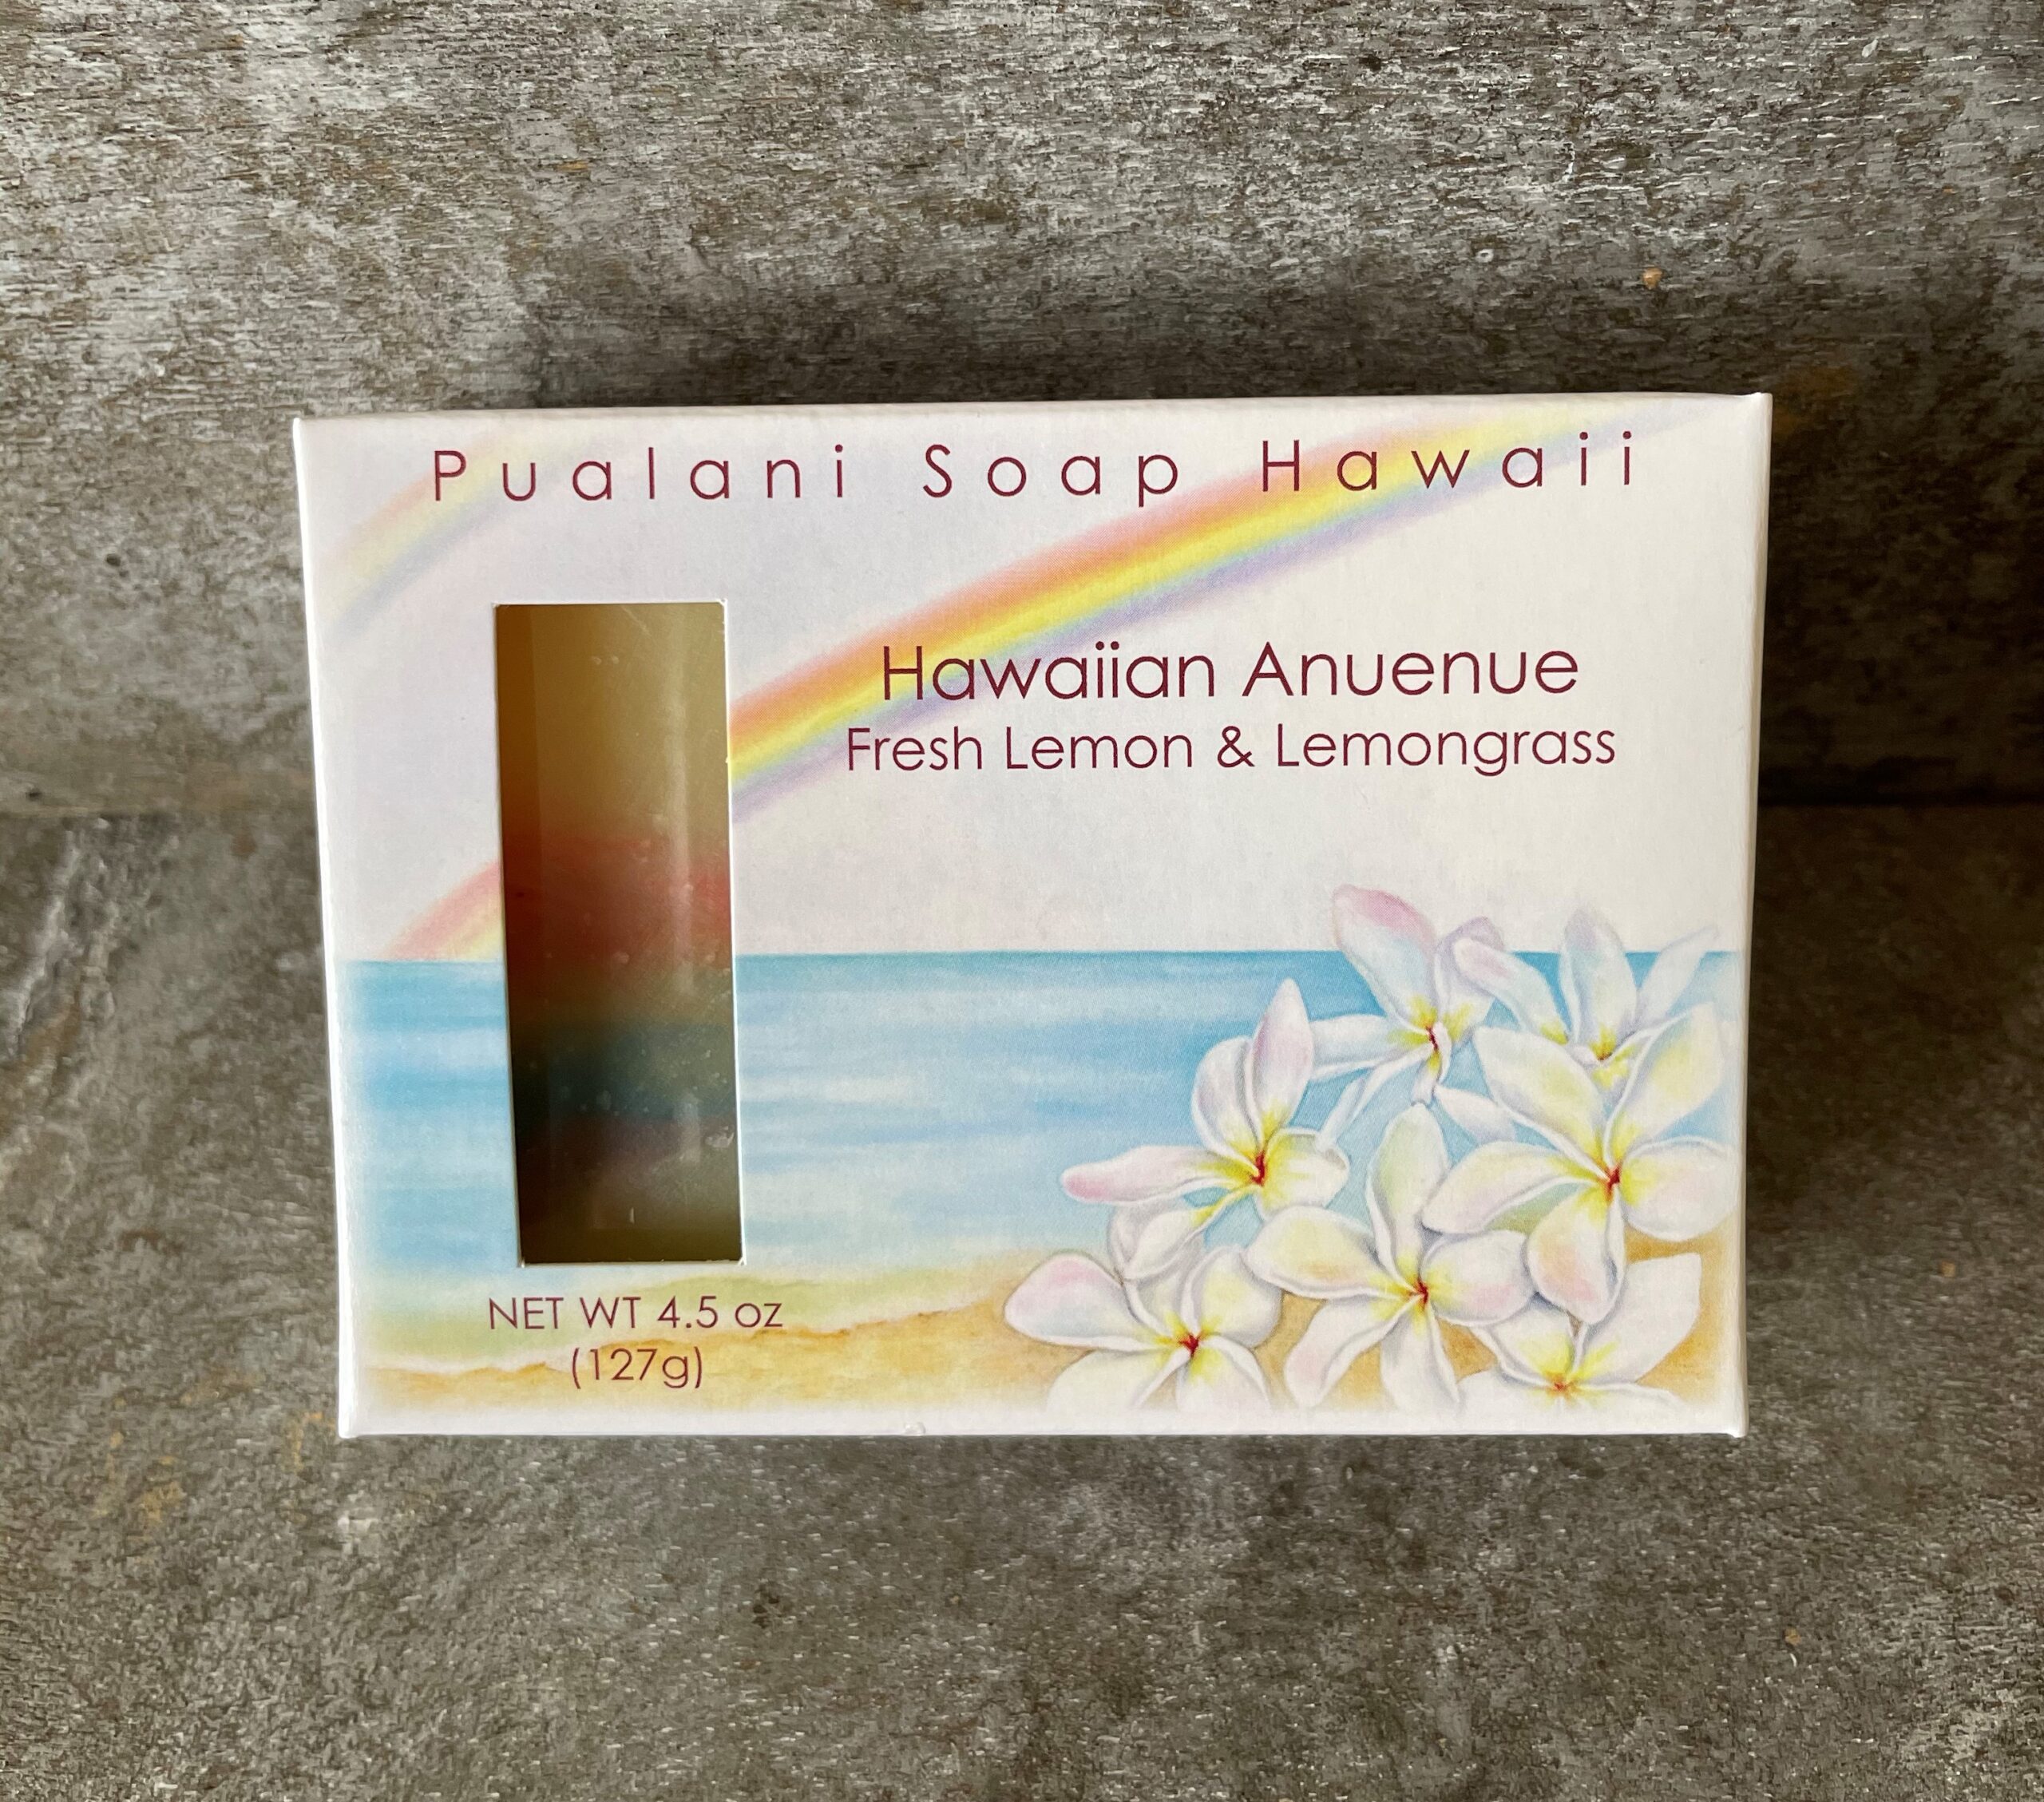 Pualani Soap Hawaii
Hawaiian Anuenue
Fresh Lemon & Lemongrass
NET WT 4.5 oz
(127g)